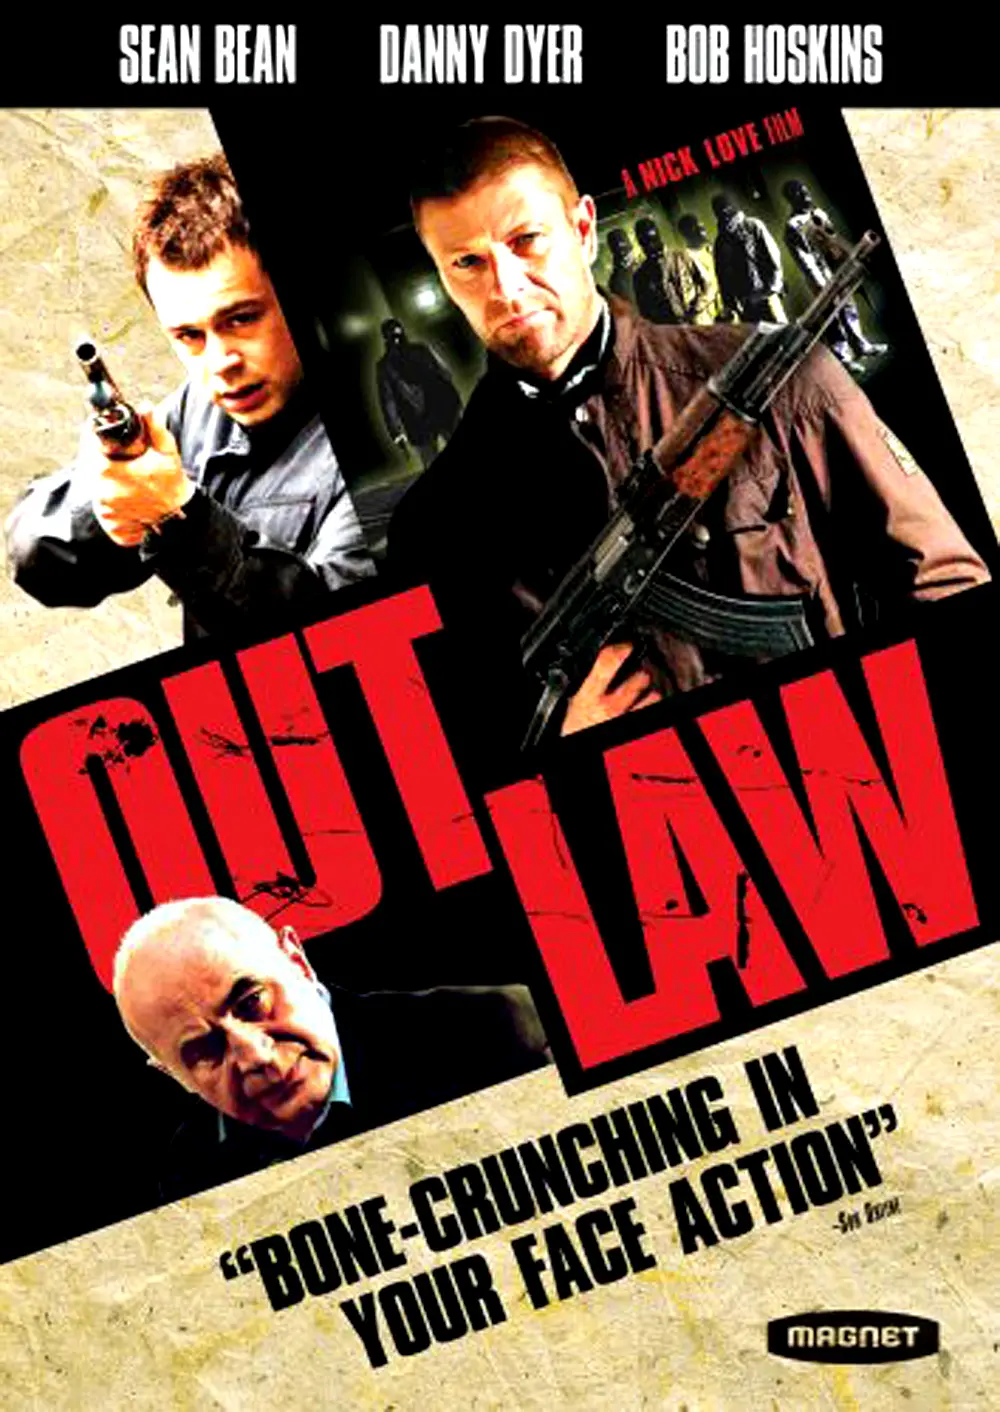 SEAN BEAN DANNY DYER BOB HOSKINS
A NICK LOVE FILM
OUT
LAW
“BONE-CRUNCHING IN
YOUR FACE ACTION”
MAGNET